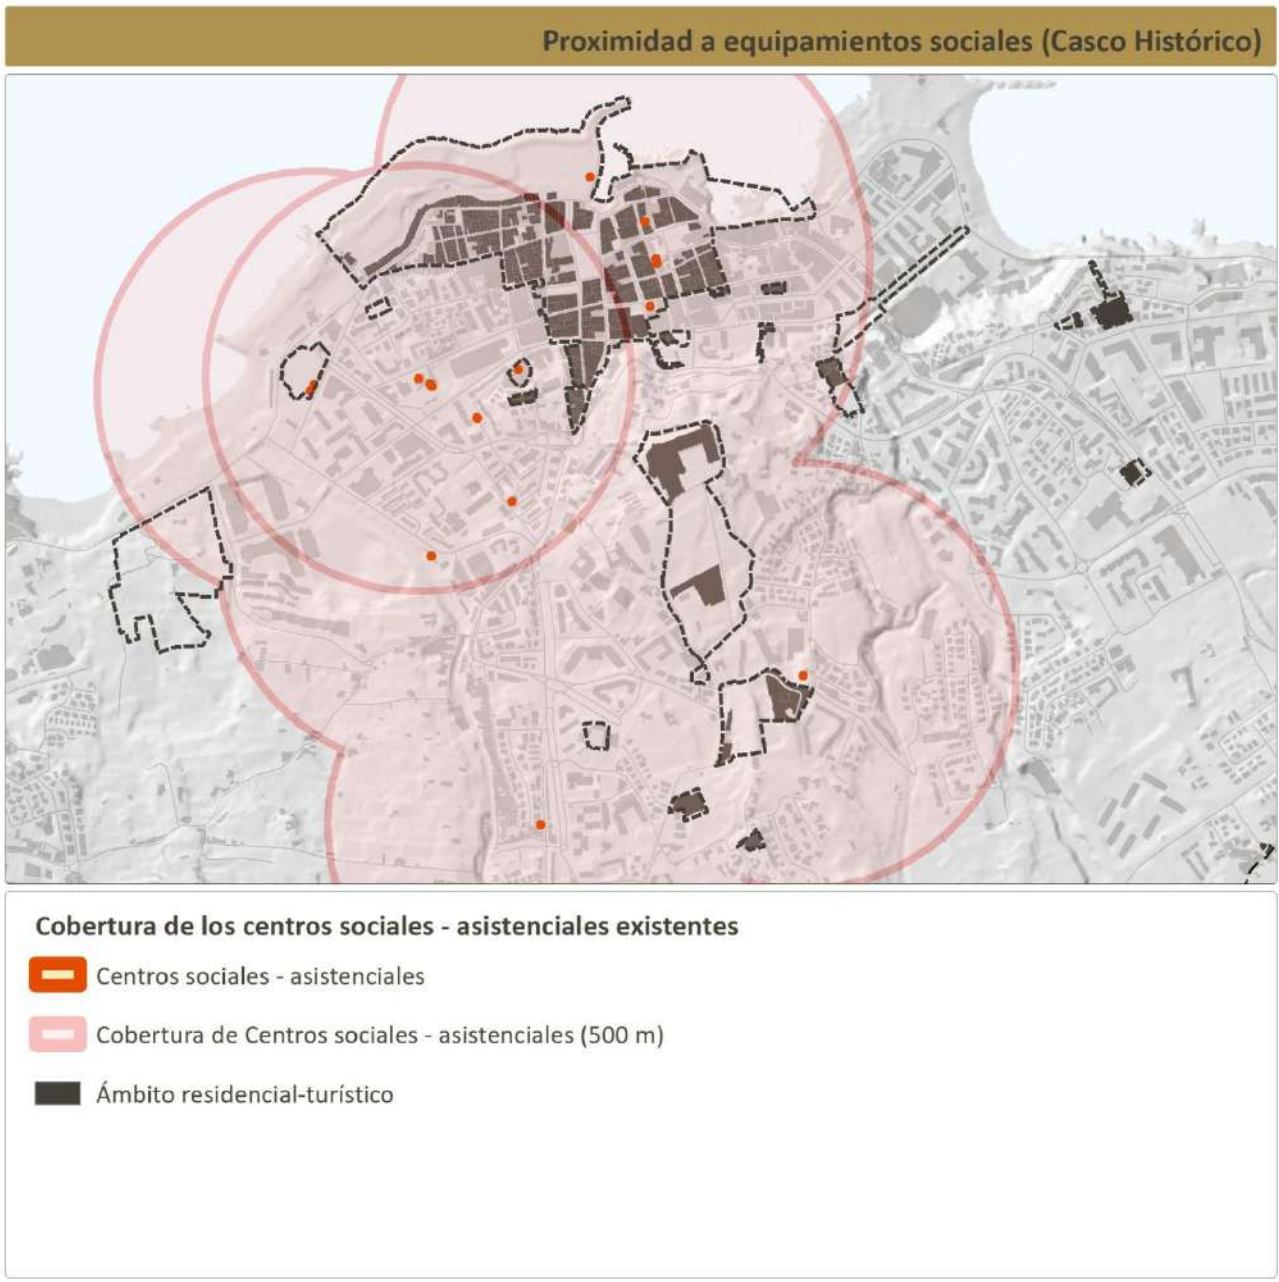 Proximidad a equipamientos sociales (Casco Histórico)
Cobertura de los centros sociales - asistenciales existentes
Centros sociales - asistenciales
Cobertura de Centros sociales - asistenciales (500 m)
Ámbito residencial-turístico